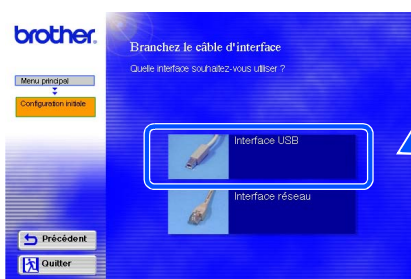 brother.
Menu principal
Configuration initiale
Branchez le câble d'interface
Quelle interface souhaitez-vous utiliser ?
Interface USB
Interface réseau
Précédent
Quitter